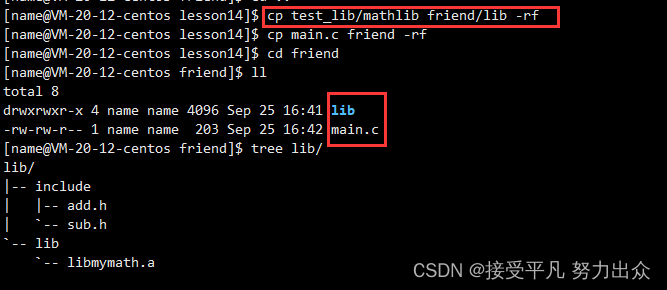 [name@VM-20-12-centos lesson14]$ cp test_lib/mathlib friend/lib -rf
[name@VM-20-12-centos lesson14]$ cp main.c friend -rf
[name@VM-20-12-centos lesson14]$ cd friend
[name@VM-20-12-centos friend]$ ll
total 8
drwxrwxr-x 4 name name 4096 Sep 25 16:41 lib
-rw-rw-r-- 1 name name  203 Sep 25 16:42 main.c
[name@VM-20-12-centos friend]$ tree lib/
lib/
|-- include
|   |-- add.h
|   `-- sub.h
`-- lib
    `-- libmymath.a
CSDN @接受平凡 努力出众